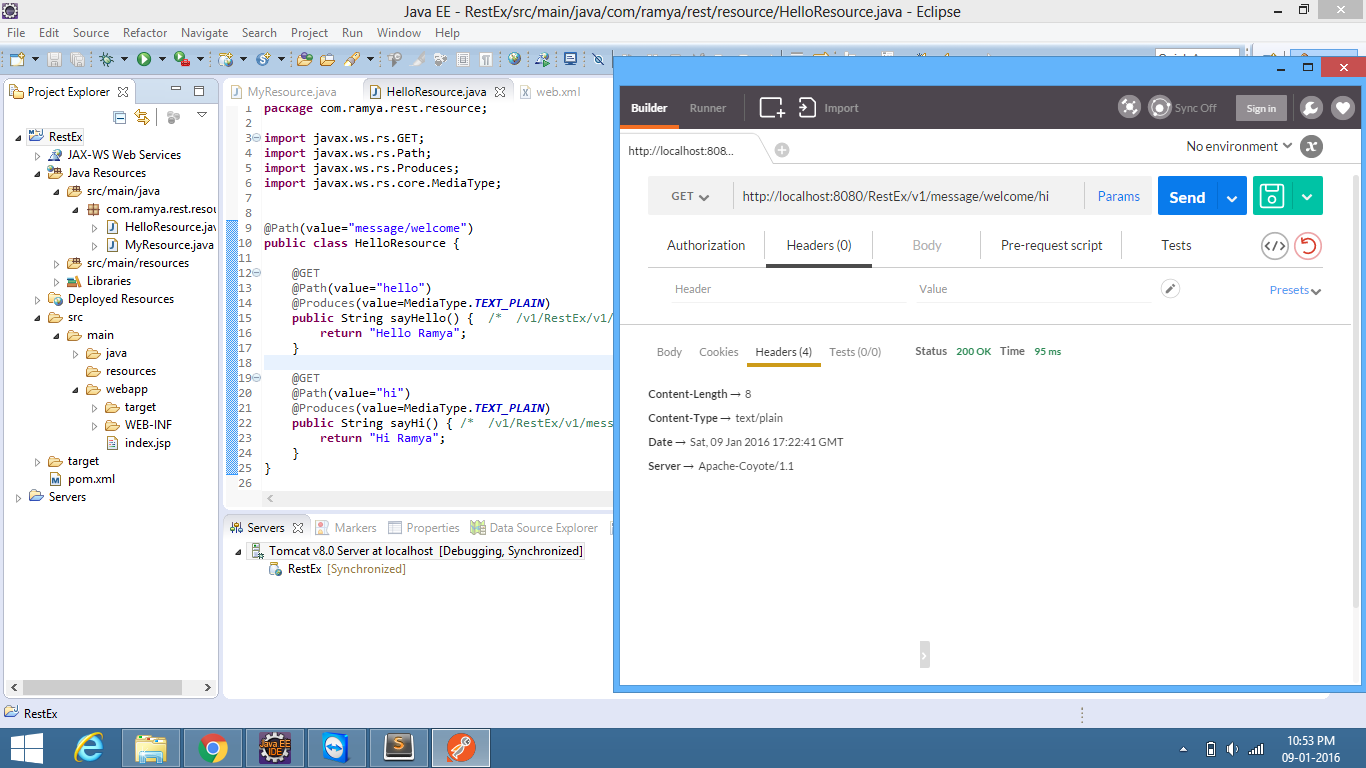 Java EE - RestEx/src/main/java/com/ramya/rest/resource/HelloResource.java - Eclipse
File Edit Source Refactor Navigate Search Project Run Window Help
Project Explorer
RestEx
JAX-WS Web Services
Java Resources
src/main/java
com.ramya.rest.resou
HelloResource.java
MyResource.java
src/main/resources
Libraries
Deployed Resources
src
main
java
resources
webapp
target
WEB-INF
index.jsp
target
pom.xml
Servers
MyResource.java HelloResource.java web.xml
1 package com.ramya.rest.resource;
2
3 import javax.ws.rs.GET;
4 import javax.ws.rs.Path;
5 import javax.ws.rs.Produces;
6 import javax.ws.rs.core.MediaType;
7
8
9 @Path(value="message/welcome")
10 public class HelloResource {
11
12 @GET
13 @Path(value="hello")
14 @Produces(value=MediaType.TEXT_PLAIN)
15 public String sayHello() { /* /v1/RestEx/v1/
16 return "Hello Ramya";
17 }
18
19 @GET
20 @Path(value="hi")
21 @Produces(value=MediaType.TEXT_PLAIN)
22 public String sayHi() { /* /v1/RestEx/v1/mess
23 return "Hi Ramya";
24 }
25 }
26
Servers Markers Properties Data Source Explorer
Tomcat v8.0 Server at localhost [Debugging, Synchronized]
RestEx [Synchronized]
Builder Runner Import Sync Off Sign in
http://localhost:808... No environment
GET http://localhost:8080/RestEx/v1/message/welcome/hi Params Send
Authorization Headers (0) Body Pre-request script Tests
Header Value Presets
Body Cookies Headers (4) Tests (0/0) Status 200 OK Time 95 ms
Content-Length → 8
Content-Type → text/plain
Date → Sat, 09 Jan 2016 17:22:41 GMT
Server → Apache-Coyote/1.1
RestEx
Java EE
IDE
10:53 PM
09-01-2016